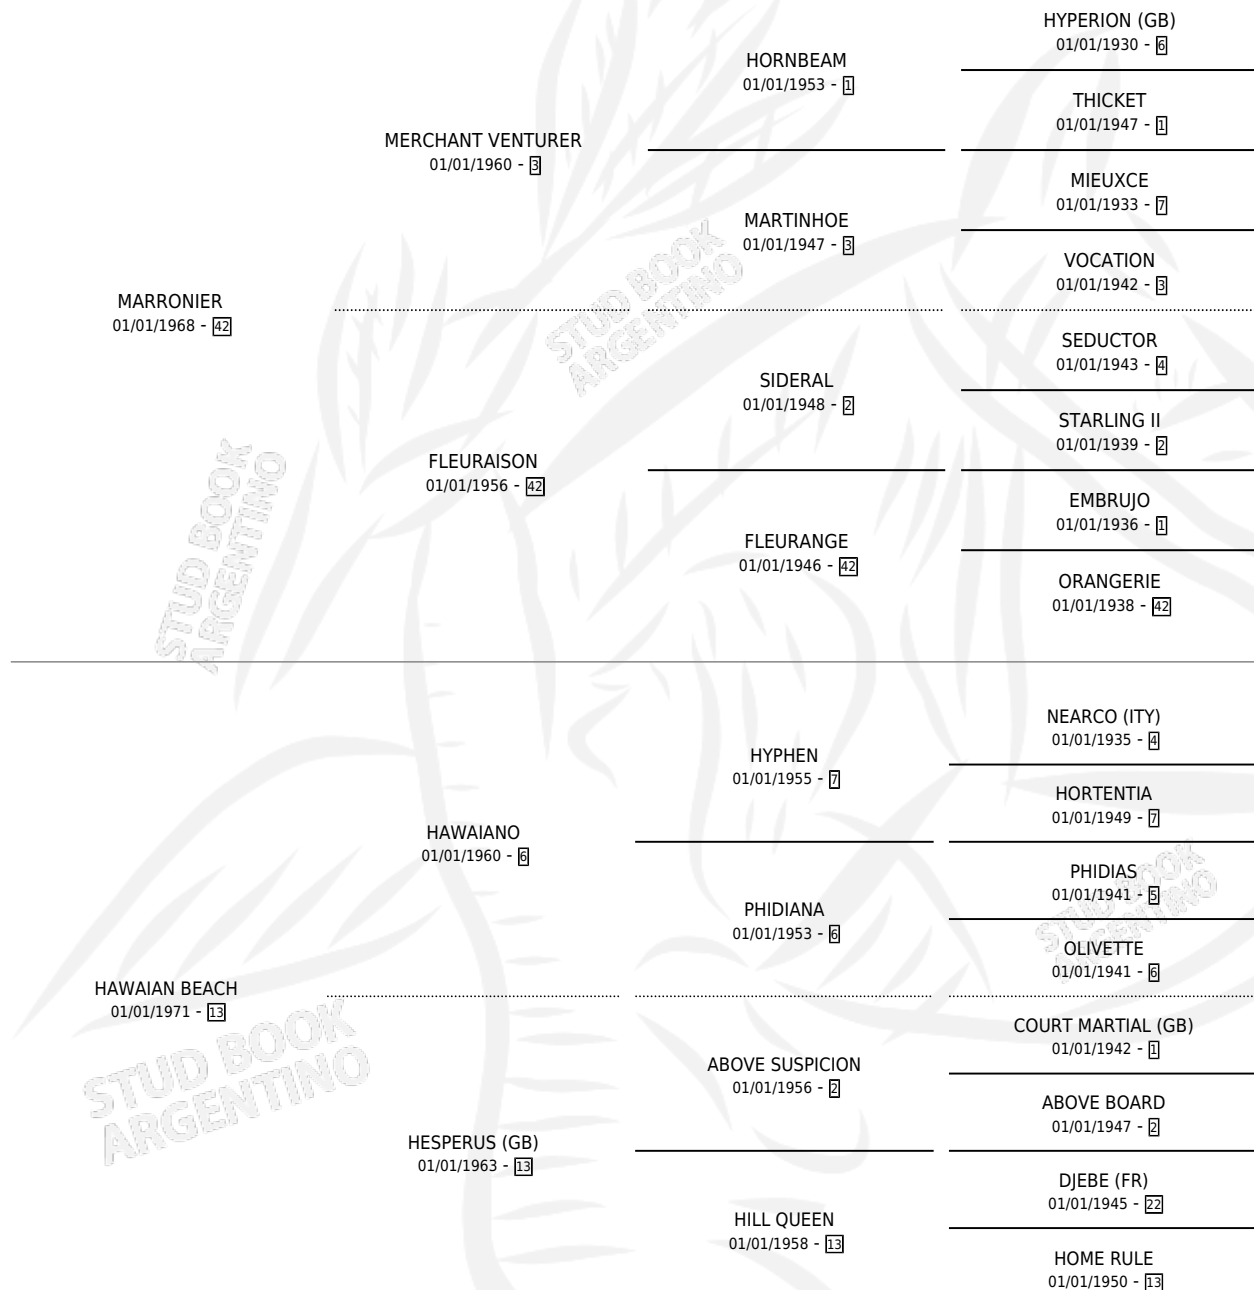 HYPERION (GB)
01/01/1930 - 6
HORNBEAM
01/01/1953 - 1
THICKET
01/01/1947 - 1
MERCHANT VENTURER
01/01/1960 - 3
MIEUXCE
01/01/1933 - 7
MARTINHOE
01/01/1947 - 3
VOCATION
01/01/1942 - 3
MARRONIER
01/01/1968 - 42
SEDUCTOR
01/01/1943 - 4
SIDERAL
01/01/1948 - 2
STARLING II
01/01/1939 - 2
FLEURAISON
01/01/1956 - 42
EMBRUJO
01/01/1936 - 1
FLEURANGE
01/01/1946 - 42
ORANGERIE
01/01/1938 - 42
NEARCO (ITY)
01/01/1935 - 4
HYPHEN
01/01/1955 - 7
HORTENTIA
01/01/1949 - 7
HAWAIANO
01/01/1960 - 6
PHIDIAS
01/01/1941 - 5
PHIDIANA
01/01/1953 - 6
OLIVETTE
01/01/1941 - 6
HAWAIAN BEACH
01/01/1971 - 13
COURT MARTIAL (GB)
01/01/1942 - 1
ABOVE SUSPICION
01/01/1956 - 2
ABOVE BOARD
01/01/1947 - 2
HESPERUS (GB)
01/01/1963 - 13
DJEBE (FR)
01/01/1945 - 22
HILL QUEEN
01/01/1958 - 13
HOME RULE
01/01/1950 - 13
STUD BOOK
ARGENTINO
STUD BOOK
ARGENTINO
STUD BOOK
ARGENTINO
STUD BOOK
ARGENTINO